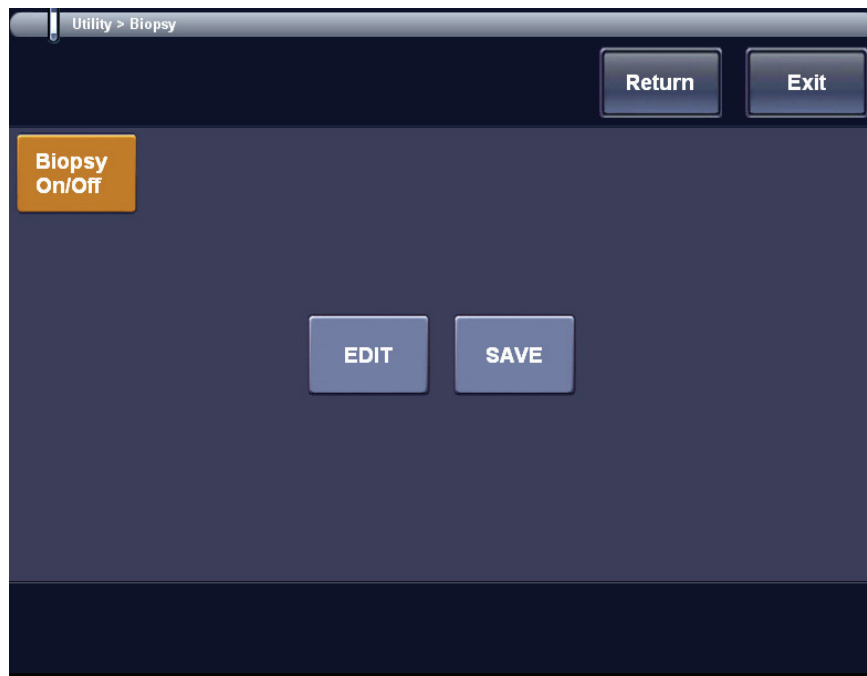 Utility > Biopsy
Return
Exit
Biopsy
On/Off
EDIT
SAVE